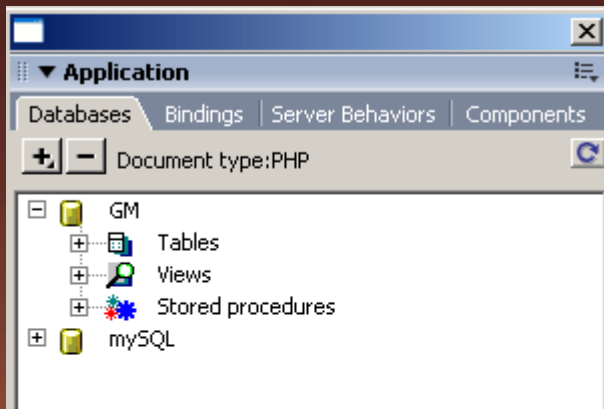 Application
Databases Bindings Server Behaviors Components
Document type:PHP
GM
Tables
Views
Stored procedures
mySQL